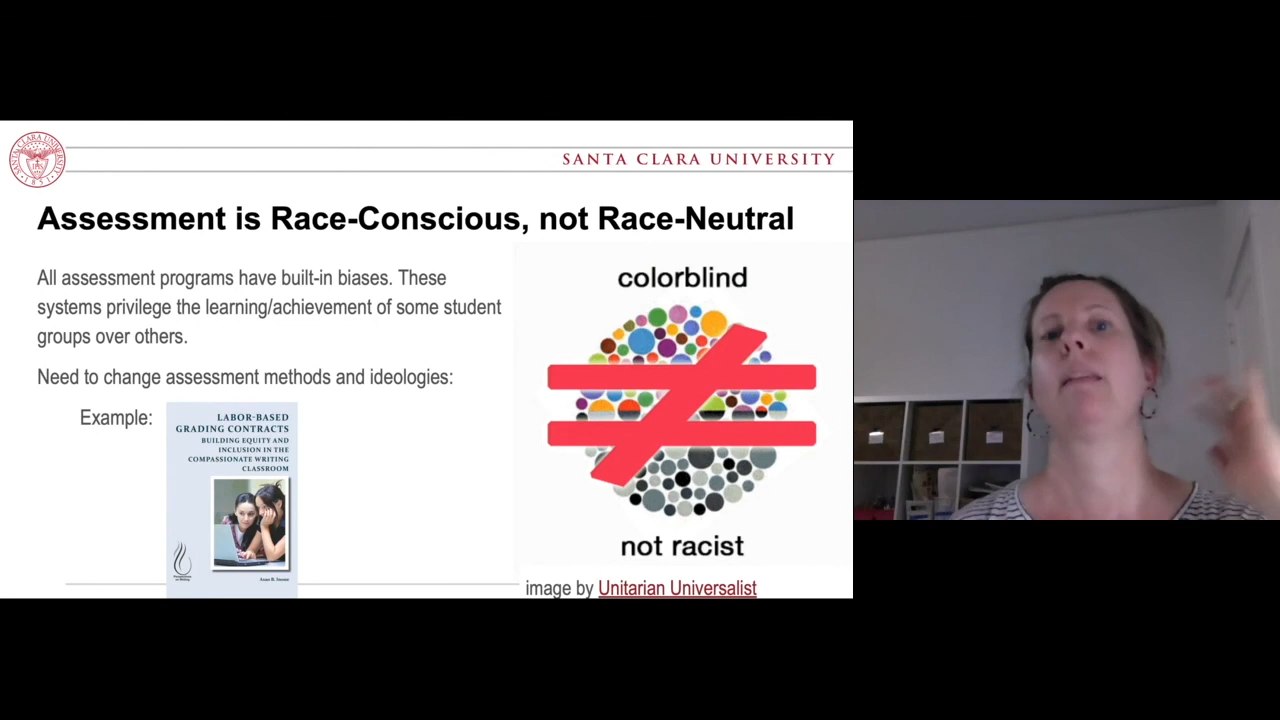 SANTA CLARA UNIVERSITY
Assessment is Race-Conscious, not Race-Neutral
All assessment programs have built-in biases. These
systems privilege the learning/achievement of some student
groups over others.
Need to change assessment methods and ideologies:
Example:
LABOR-BASED
GRADING CONTRACTS
BUILDING EQUITY AND
INCLUSION IN THE
COMPASSIONATE WRITING
CLASSROOM
Asao B. Inoue
colorblind
not racist
image by Unitarian Universalist